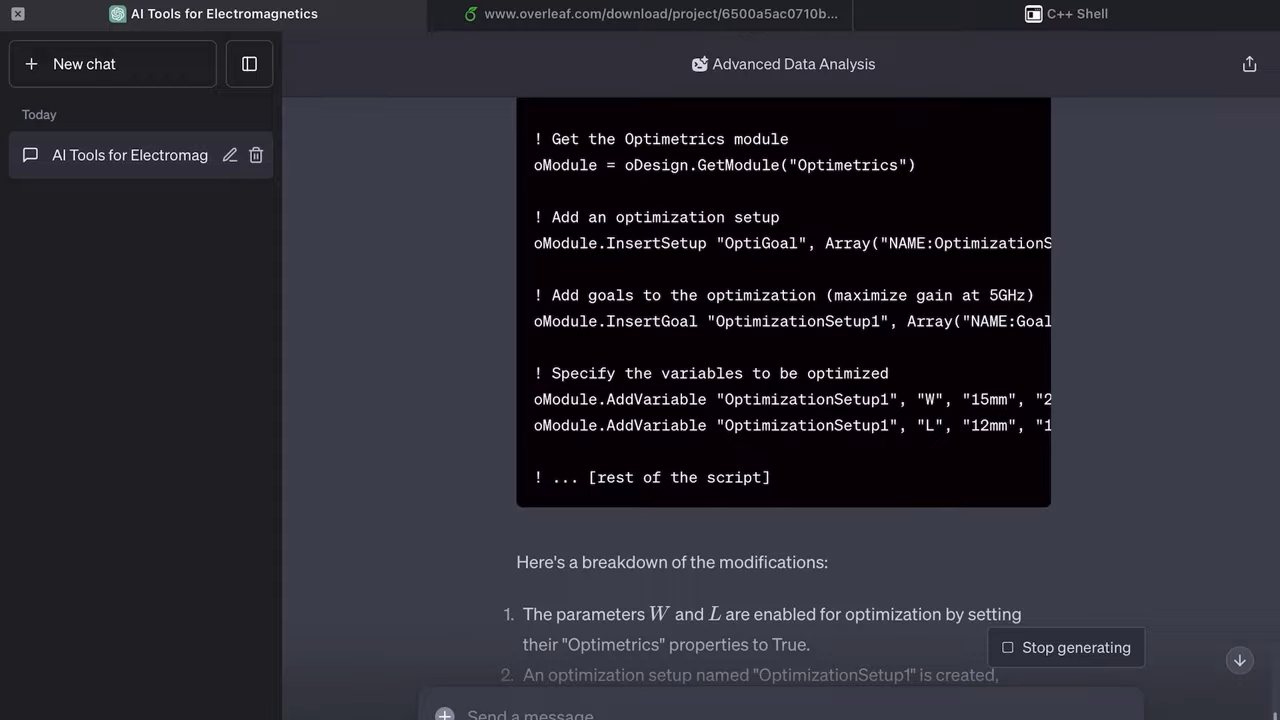 AI Tools for Electromagnetics
www.overleaf.com/download/project/6500a5ac0710b...
C++ Shell
New chat
Advanced Data Analysis
Today
AI Tools for Electromag
! Get the Optimetrics module
oModule = oDesign.GetModule("Optimetrics")
! Add an optimization setup
oModule.InsertSetup "OptiGoal", Array("NAME:OptimizationS
! Add goals to the optimization (maximize gain at 5GHz)
oModule.InsertGoal "OptimizationSetup1", Array("NAME:Goal
! Specify the variables to be optimized
oModule.AddVariable "OptimizationSetup1", "W", "15mm", "2
oModule.AddVariable "OptimizationSetup1", "L", "12mm", "1
! ... [rest of the script]
Here's a breakdown of the modifications:
1. The parameters W and L are enabled for optimization by setting
their "Optimetrics" properties to True.
Stop generating
2. An optimization setup named "OptimizationSetup1" is created,
Send a message